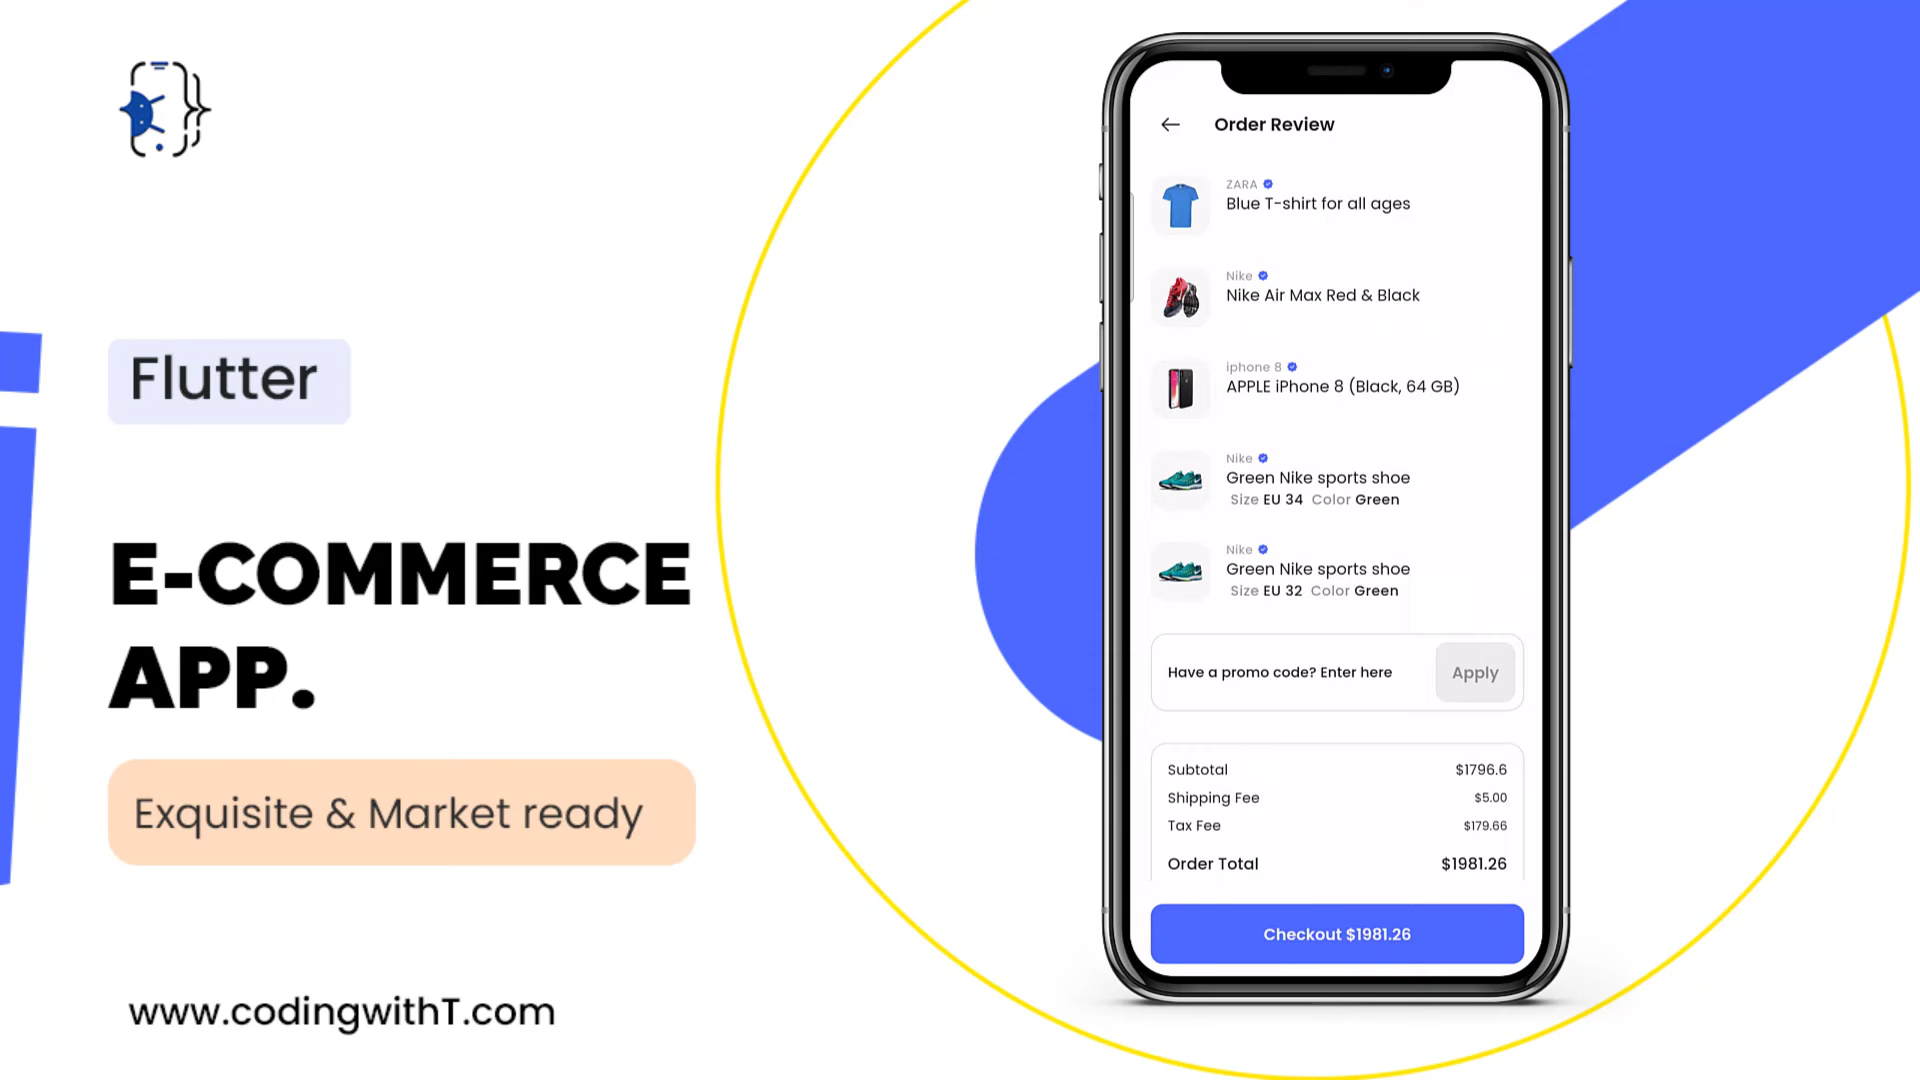 Flutter
E-COMMERCE
APP.
Exquisite & Market ready
www.codingwithT.com
Order Review
ZARA
Blue T-shirt for all ages
Nike
Nike Air Max Red & Black
iphone 8
APPLE iPhone 8 (Black, 64 GB)
Nike
Green Nike sports shoe
Size EU 34 Color Green
Nike
Green Nike sports shoe
Size EU 32 Color Green
Have a promo code? Enter here Apply
Subtotal $1796.6
Shipping Fee $5.00
Tax Fee $179.66
Order Total $1981.26
Checkout $1981.26